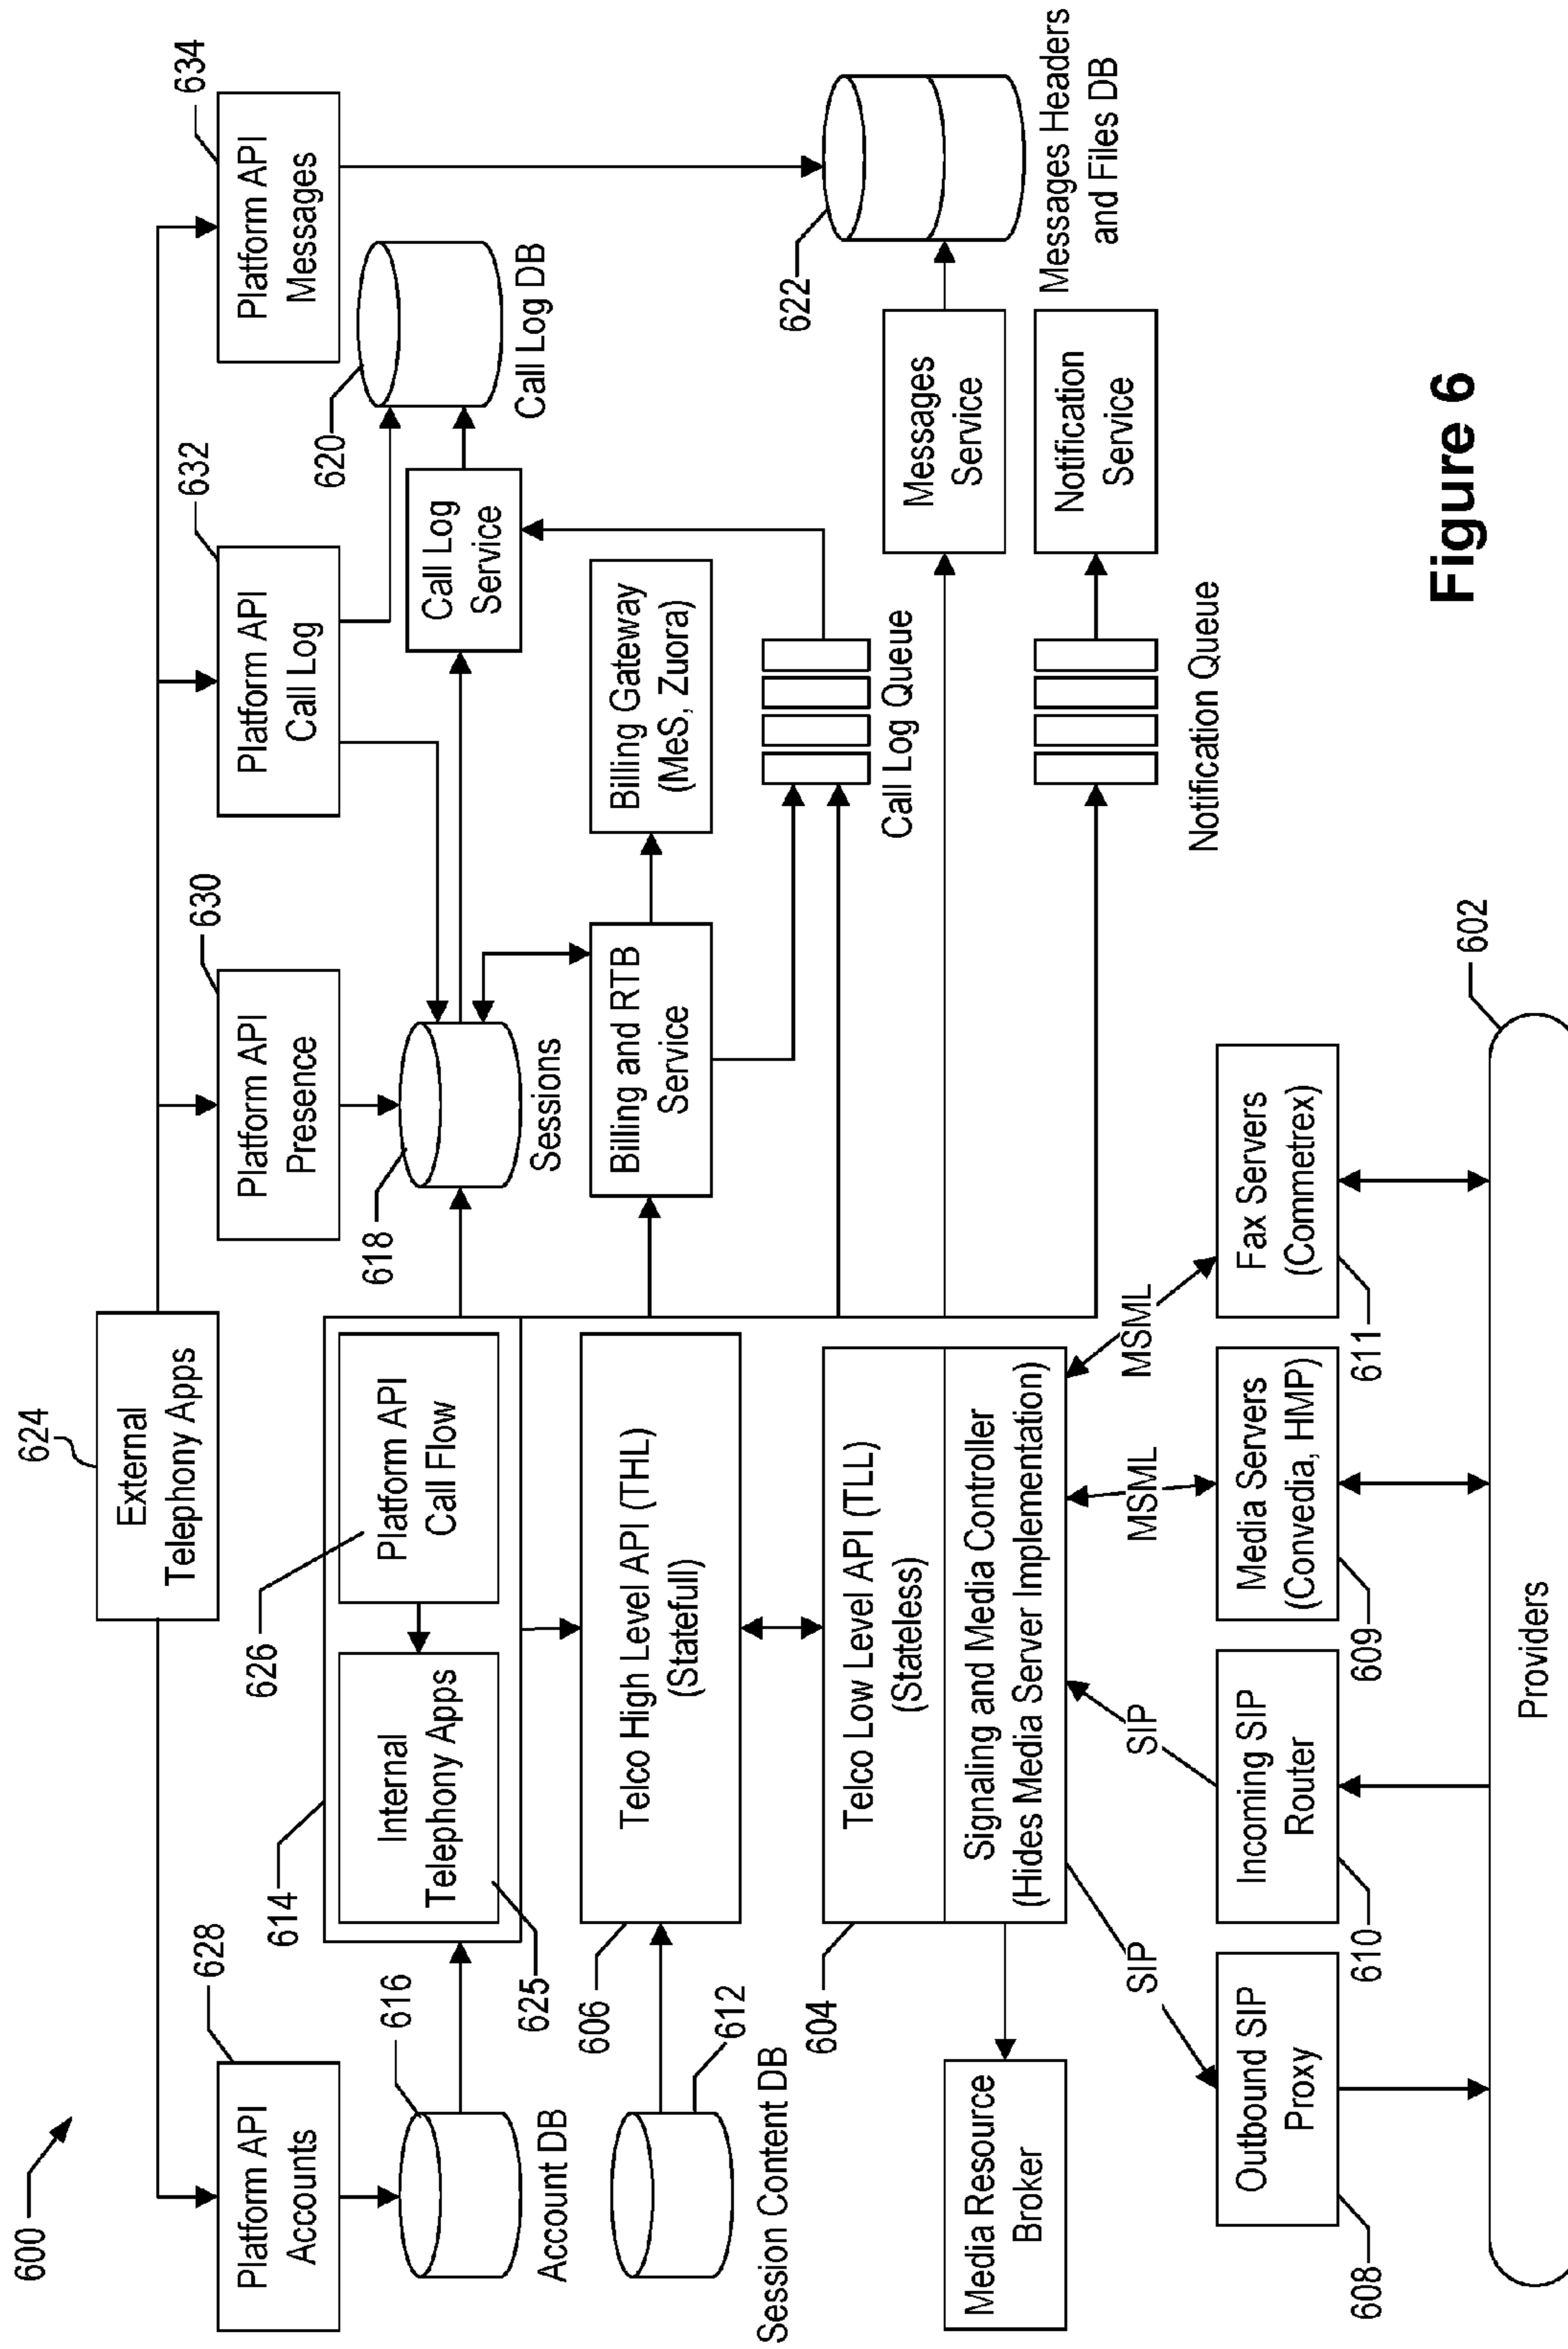 600
624
External
Telephony Apps
628
Platform API
Accounts
630
Platform API
Presence
632
Platform API
Call Log
634
Platform API
Messages
614
626
Internal
Telephony Apps
Platform API
Call Flow
625
616
Account DB
618
Sessions
620
Call Log DB
Call Log
Service
606
Telco High Level API (THL)
(Statefull)
612
Session Content DB
Billing and RTB
Service
Billing Gateway
(MeS, Zuora)
Call Log Queue
622
Messages Headers
and Files DB
604
Telco Low Level API (TLL)
(Stateless)
Signaling and Media Controller
(Hides Media Server Implementation)
Media Resource
Broker
Messages
Service
Notification
Service
Notification Queue
SIP
SIP
MSML
MSML
Outbound SIP
Proxy
608
Incoming SIP
Router
610
Media Servers
(Convedia, HMP)
609
Fax Servers
(Commetrex)
611
602
Providers
Figure 6